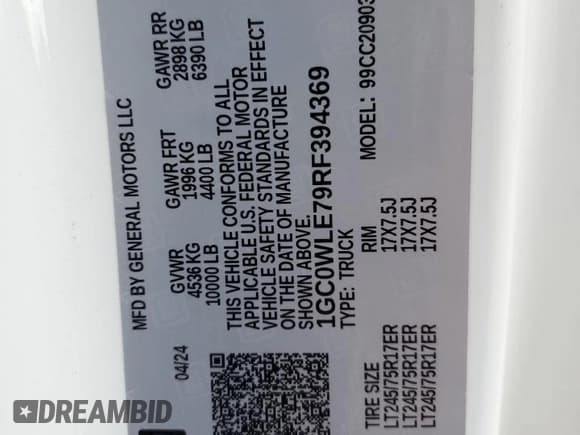 MFD BY GENERAL MOTORS LLC
04/24
GVWR
4536 KG
10000 LB
GAWR FRT
1996 KG
4400 LB
GAWR RR
2898 KG
6390 LB
THIS VEHICLE CONFORMS TO ALL
APPLICABLE U.S. FEDERAL MOTOR
VEHICLE SAFETY STANDARDS IN EFFECT
ON THE DATE OF MANUFACTURE
SHOWN ABOVE.
1GC0WLE79RF394369
TYPE: TRUCK
MODEL: 99CC20903
TIRE SIZE
RIM
LT245/75R17ER
17X7.5J
LT245/75R17ER
17X7.5J
LT245/75R17ER
17X7.5J
DREAMBID